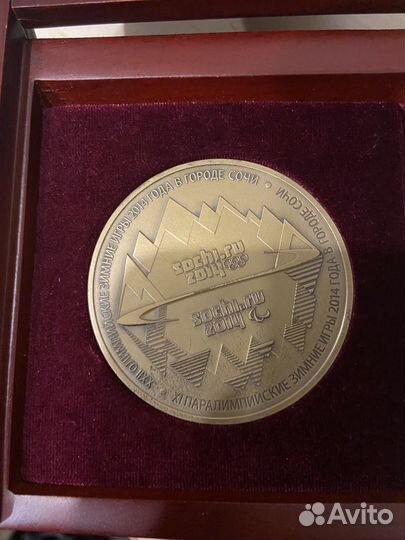 XXII ОЛИМПИЙСКИЕ ЗИМНИЕ ИГРЫ 2014 ГОДА В ГОРОДЕ СОЧИ
sochi.ru
2014
sochi.ru
2014
XI ПАРАЛИМПИЙСКИЕ ЗИМНИЕ ИГРЫ 2014 ГОДА В ГОРОДЕ СОЧИ
Avito